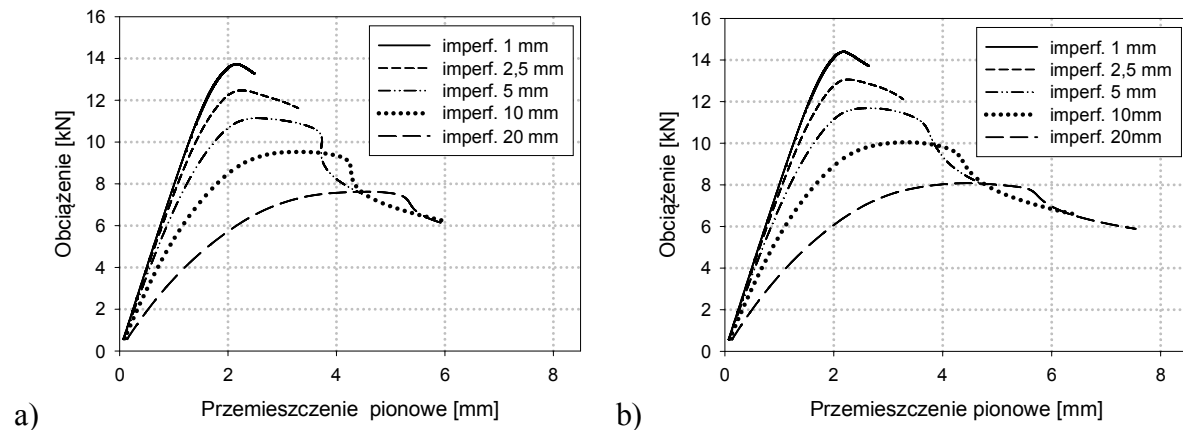 16
14
12
10
8
6
4
2
0
Obciążenie [kN]
imperf. 1 mm
imperf. 2,5 mm
imperf. 5 mm
imperf. 10 mm
imperf. 20 mm
0 2 4 6 8
Przemieszczenie pionowe [mm]
a)
16
14
12
10
8
6
4
2
0
Obciążenie [kN]
imperf. 1 mm
imperf. 2,5 mm
imperf. 5 mm
imperf. 10mm
imperf. 20mm
0 2 4 6 8
Przemieszczenie pionowe [mm]
b)